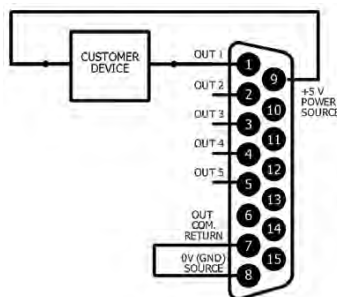 CUSTOMER
DEVICE
OUT 1
OUT 2
OUT 3
OUT 4
OUT 5
OUT
COM.
RETURN
0V (GND)
SOURCE
1
2
3
4
5
6
7
8
9
10
11
12
13
14
15
+5 V
POWER
SOURCE